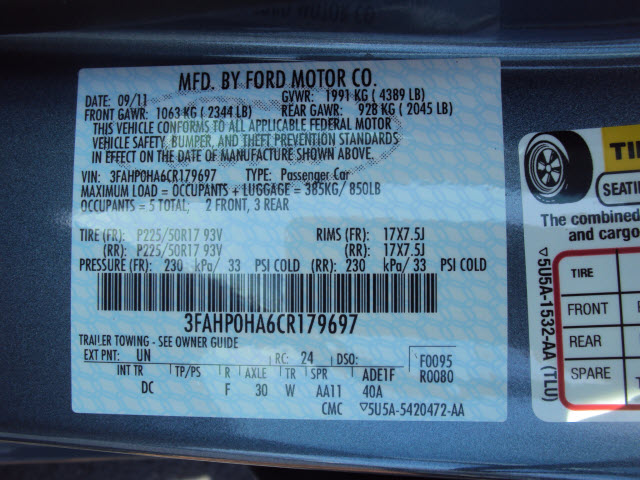 FORD MOTOR CO.
MFD. BY FORD MOTOR CO.
DATE: 09/11 GVWR: 1991 KG ( 4389 LB)
FRONT GAWR: 1063 KG ( 2344 LB) REAR GAWR: 928 KG ( 2045 LB)
THIS VEHICLE CONFORMS TO ALL APPLICABLE FEDERAL MOTOR
VEHICLE SAFETY, BUMPER, AND THEFT PREVENTION STANDARDS
IN EFFECT ON THE DATE OF MANUFACTURE SHOWN ABOVE.
VIN: 3FAHP0HA6CR179697 TYPE: Passenger Car
MAXIMUM LOAD = OCCUPANTS + LUGGAGE = 385KG/ 850LB
OCCUPANTS = 5 TOTAL; 2 FRONT, 3 REAR
TIRE (FR): P225/50R17 93V RIMS (FR): 17X7.5J
(RR): P225/50R17 93V (RR): 17X7.5J
PRESSURE (FR): 230 kPa/ 33 PSI COLD (RR): 230 kPa/ 33 PSI COLD
3FAHP0HA6CR179697
TRAILER TOWING - SEE OWNER GUIDE
EXT PNT: UN RC: 24 DSO: F0095
R0080
INT TR TP/PS R AXLE TR SPR ADE1F
DC F 30 W AA11 40A
CMC ▽5U5A-5420472-AA
TI
SEATI
The combined
and cargo
TIRE
FRONT
REAR
SPARE
▽5U5A-1532-AA (TLU)